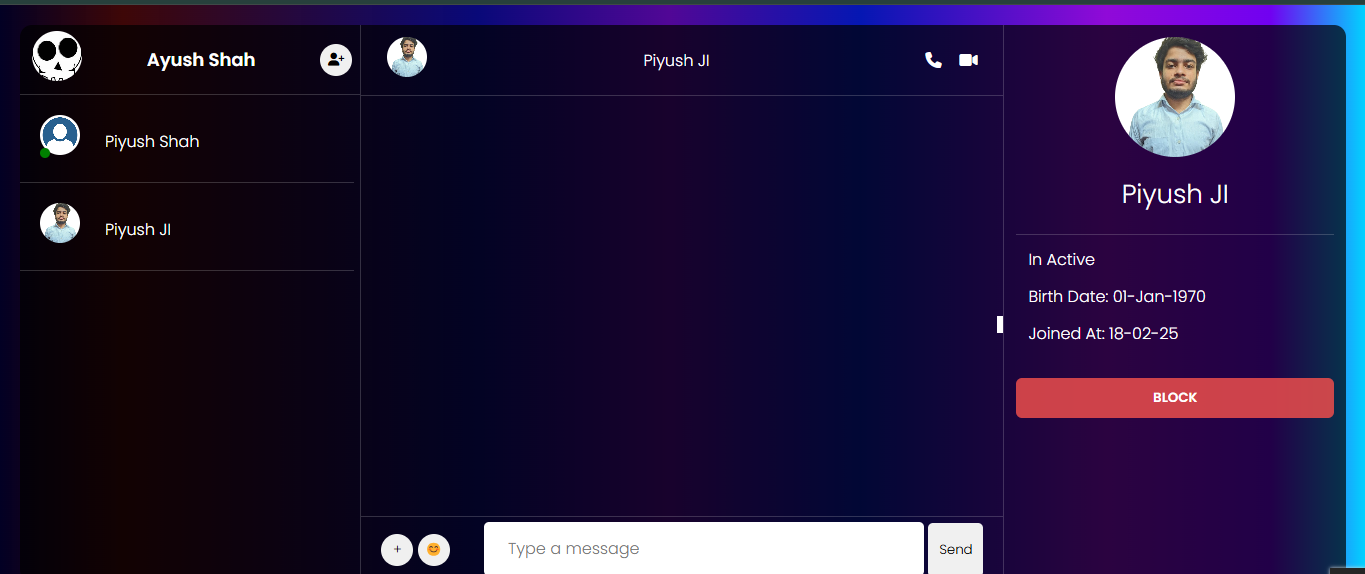 Ayush Shah
Piyush Shah
Piyush JI
Piyush JI
+
Type a message
Send
Piyush JI
In Active
Birth Date: 01-Jan-1970
Joined At: 18-02-25
BLOCK